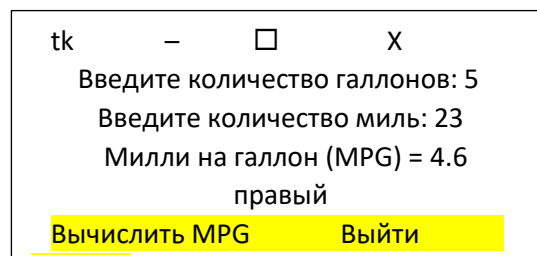 tk – □ X
Введите количество галлонов: 5
Введите количество миль: 23
Милли на галлон (MPG) = 4.6
правый
Вычислить MPG Выйти